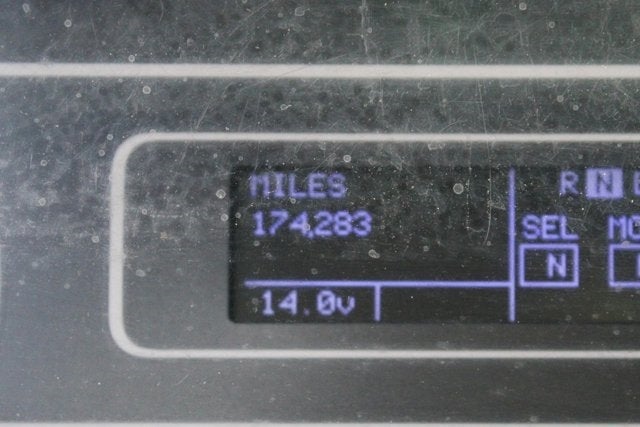 MILES
174,283
14.0v
R N
SEL
N